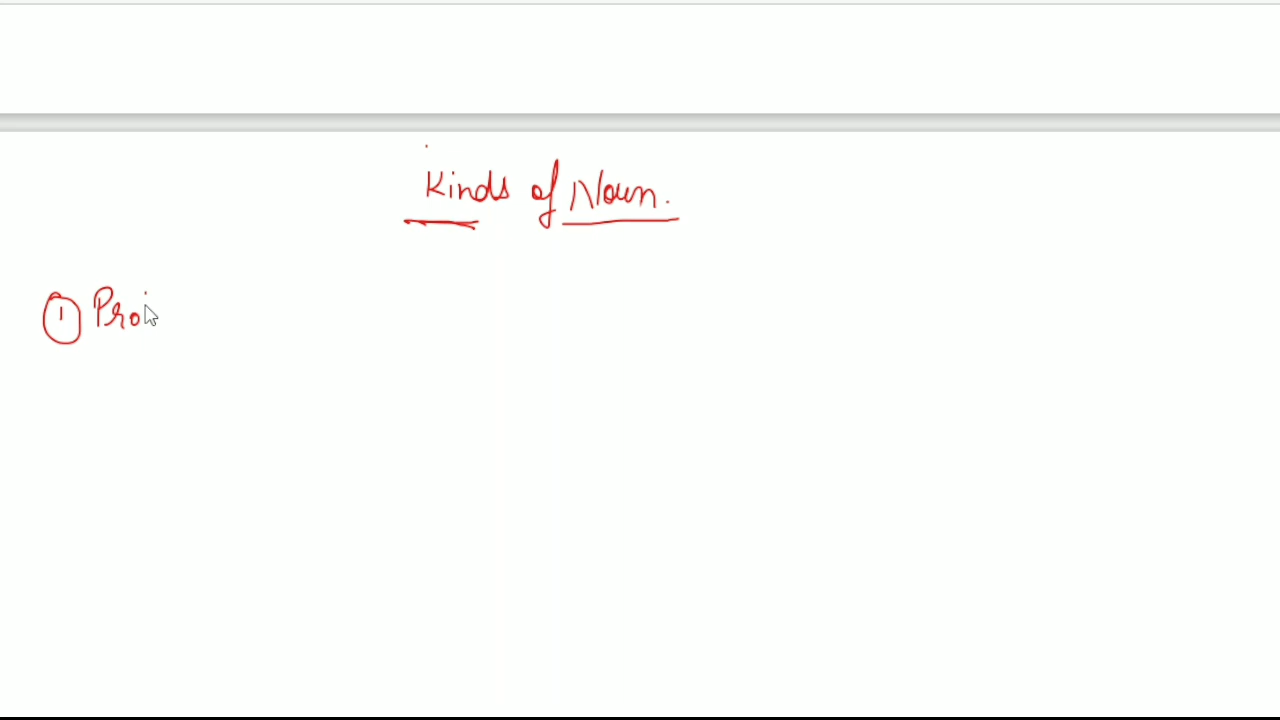 Kinds of Noun.
① Pro